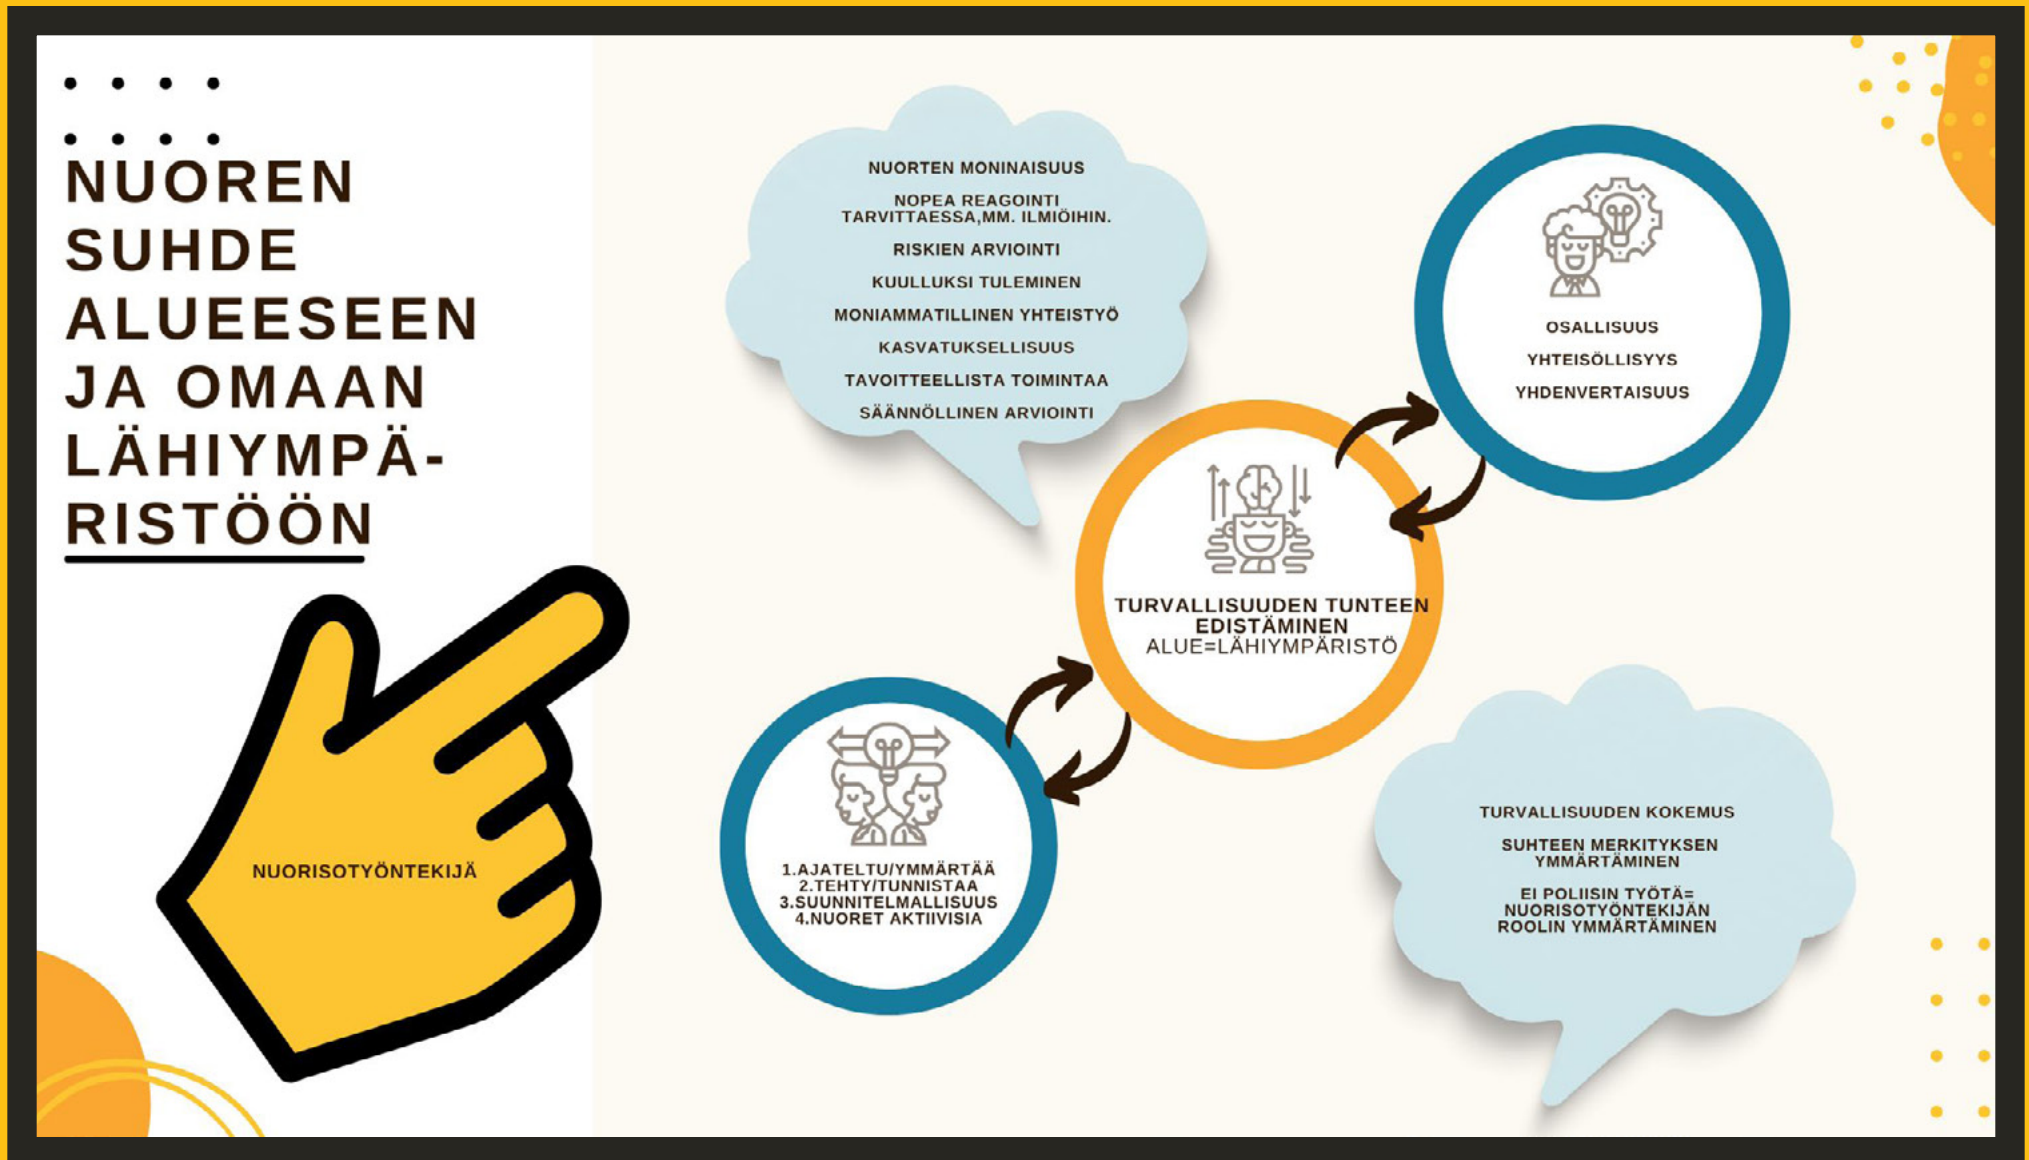 NUOREN
SUHDE
ALUEESEEN
JA OMAAN
LÄHIYMPÄ-
RISTÖÖN
NUORISOTYÖNTEKIJÄ
NUORTEN MONINAISUUS
NOPEA REAGOINTI
TARVITTAESSA,MM. ILMIÖIHIN.
RISKIEN ARVIOINTI
KUULLUKSI TULEMINEN
MONIAMMATILLINEN YHTEISTYÖ
KASVATUKSELLISUUS
TAVOITTEELLISTA TOIMINTAA
SÄÄNNÖLLINEN ARVIOINTI
OSALLISUUS
YHTEISÖLLISYYS
YHDENVERTAISUUS
TURVALLISUUDEN TUNTEEN
EDISTÄMINEN
ALUE=LÄHIYMPÄRISTÖ
1.AJATELTU/YMMÄRTÄÄ
2.TEHTY/TUNNISTAA
3.SUUNNITELMALLISUUS
4.NUORET AKTIIVISIA
TURVALLISUUDEN KOKEMUS
SUHTEEN MERKITYKSEN
YMMÄRTÄMINEN
EI POLIISIN TYÖTÄ=
NUORISOTYÖNTEKIJÄN
ROOLIN YMMÄRTÄMINEN